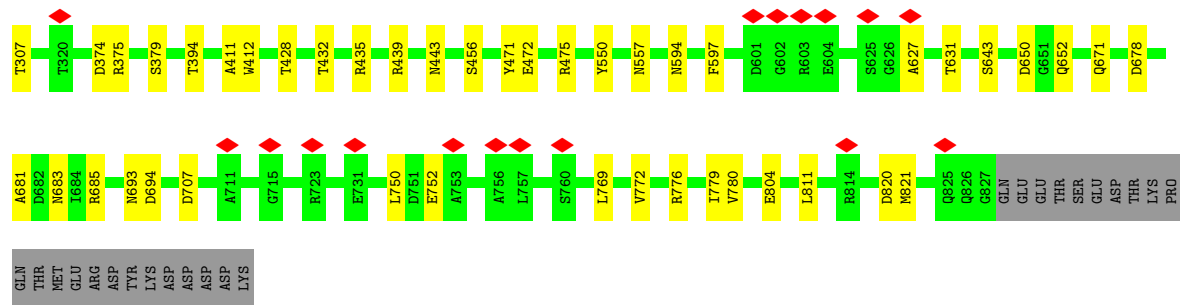 T307 T320 D374 R375 S379 T394 A411 W412 T428 T432 R435 R439 N443 S456 Y471 E472 R475 Y550 N557 N594 F597 D601 G602 R603 E604 S625 G626 A627 T631 S643 D650 G651 Q652 Q671 D678
A681 D682 N683 I684 R685 N693 D694 D707 A711 G715 R723 E731 L750 D751 E752 A753 A756 L757 S760 L769 V772 R776 I779 V780 E804 L811 R814 D820 M821 Q825 Q826 G827 GLN GLU GLU THR SER GLU ASP THR LYS PRO
GLN THR MET GLU ARG ASP TYR LYS ASP ASP ASP ASP LYS